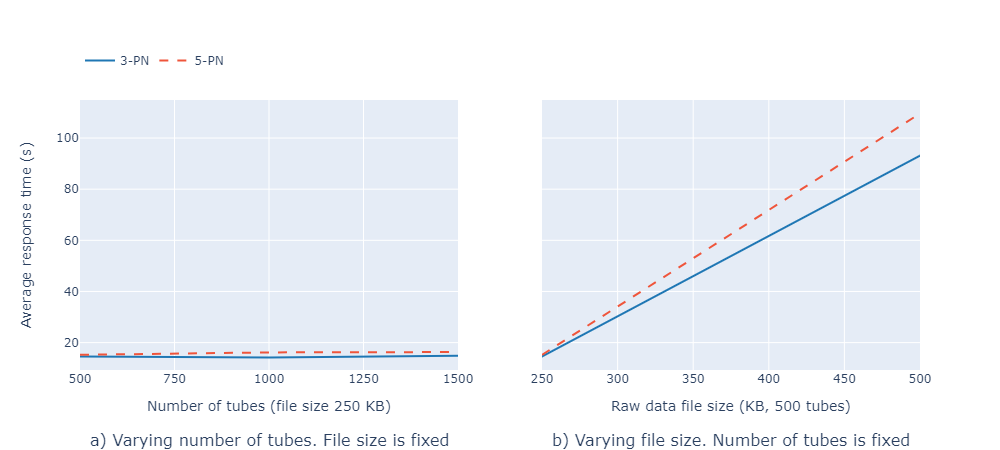 3-PN 5-PN
Average response time (s)
100
80
60
40
20
500 750 1000 1250 1500
250 300 350 400 450 500
Number of tubes (file size 250 KB)
Raw data file size (KB, 500 tubes)
a) Varying number of tubes. File size is fixed
b) Varying file size. Number of tubes is fixed